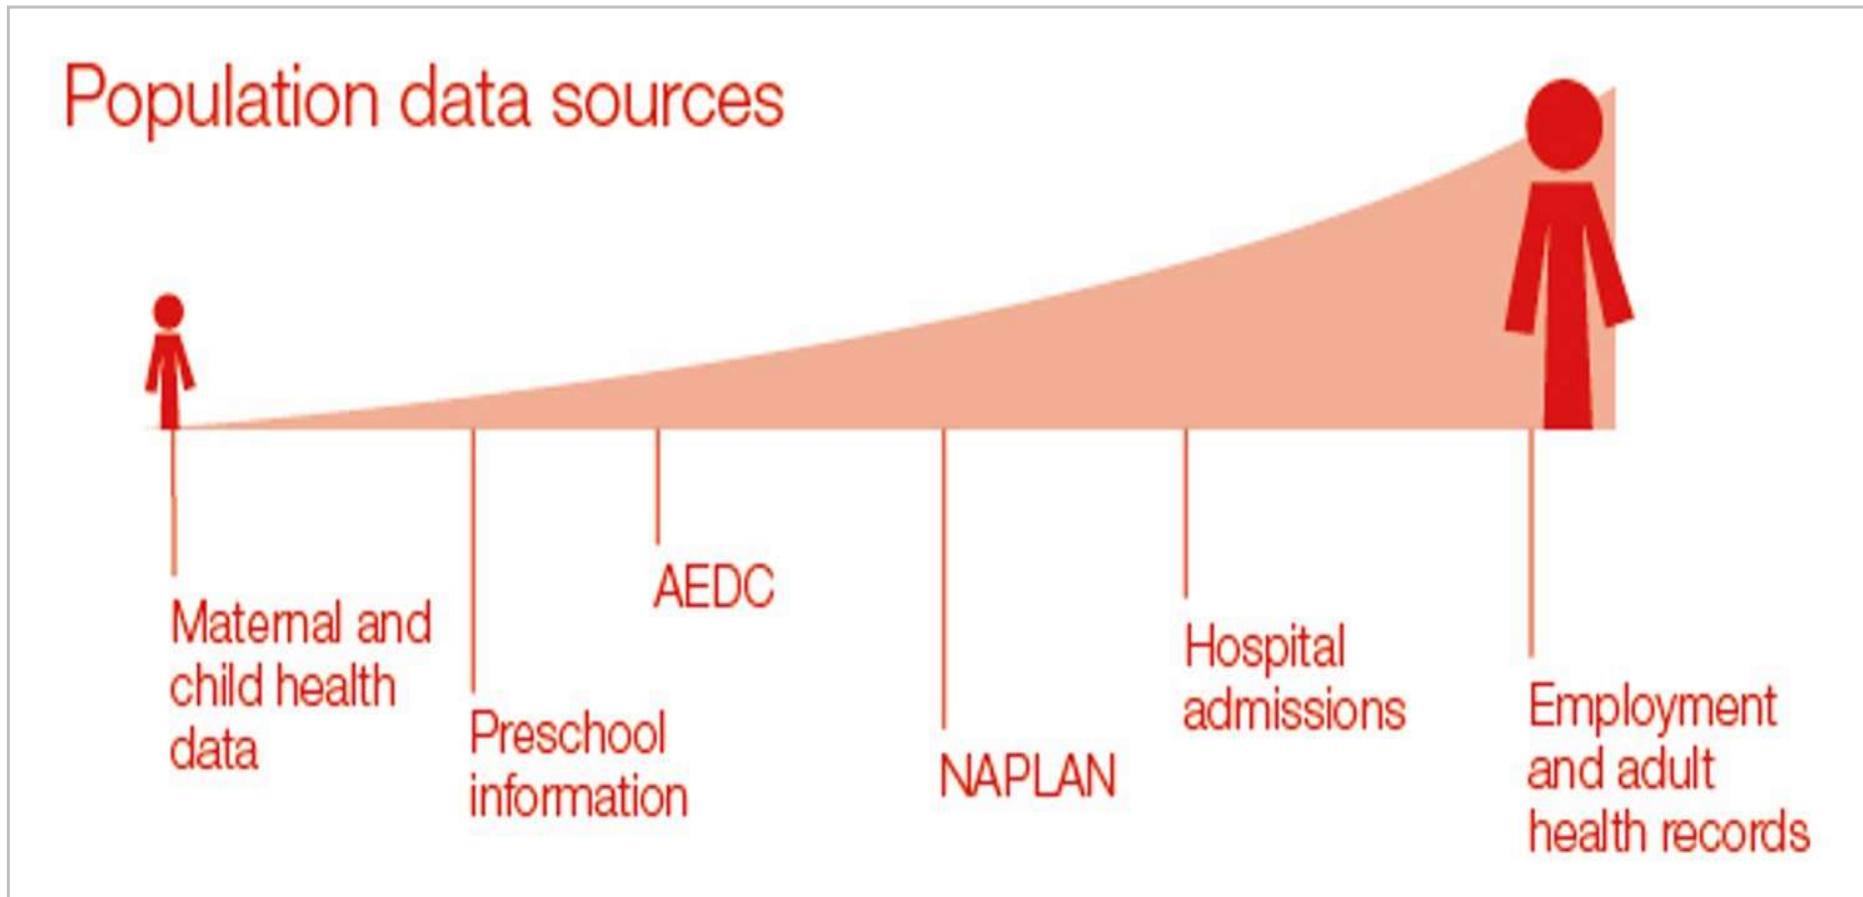 Population data sources
Maternal and
child health
data
Preschool
information
AEDC
NAPLAN
Hospital
admissions
Employment
and adult
health records